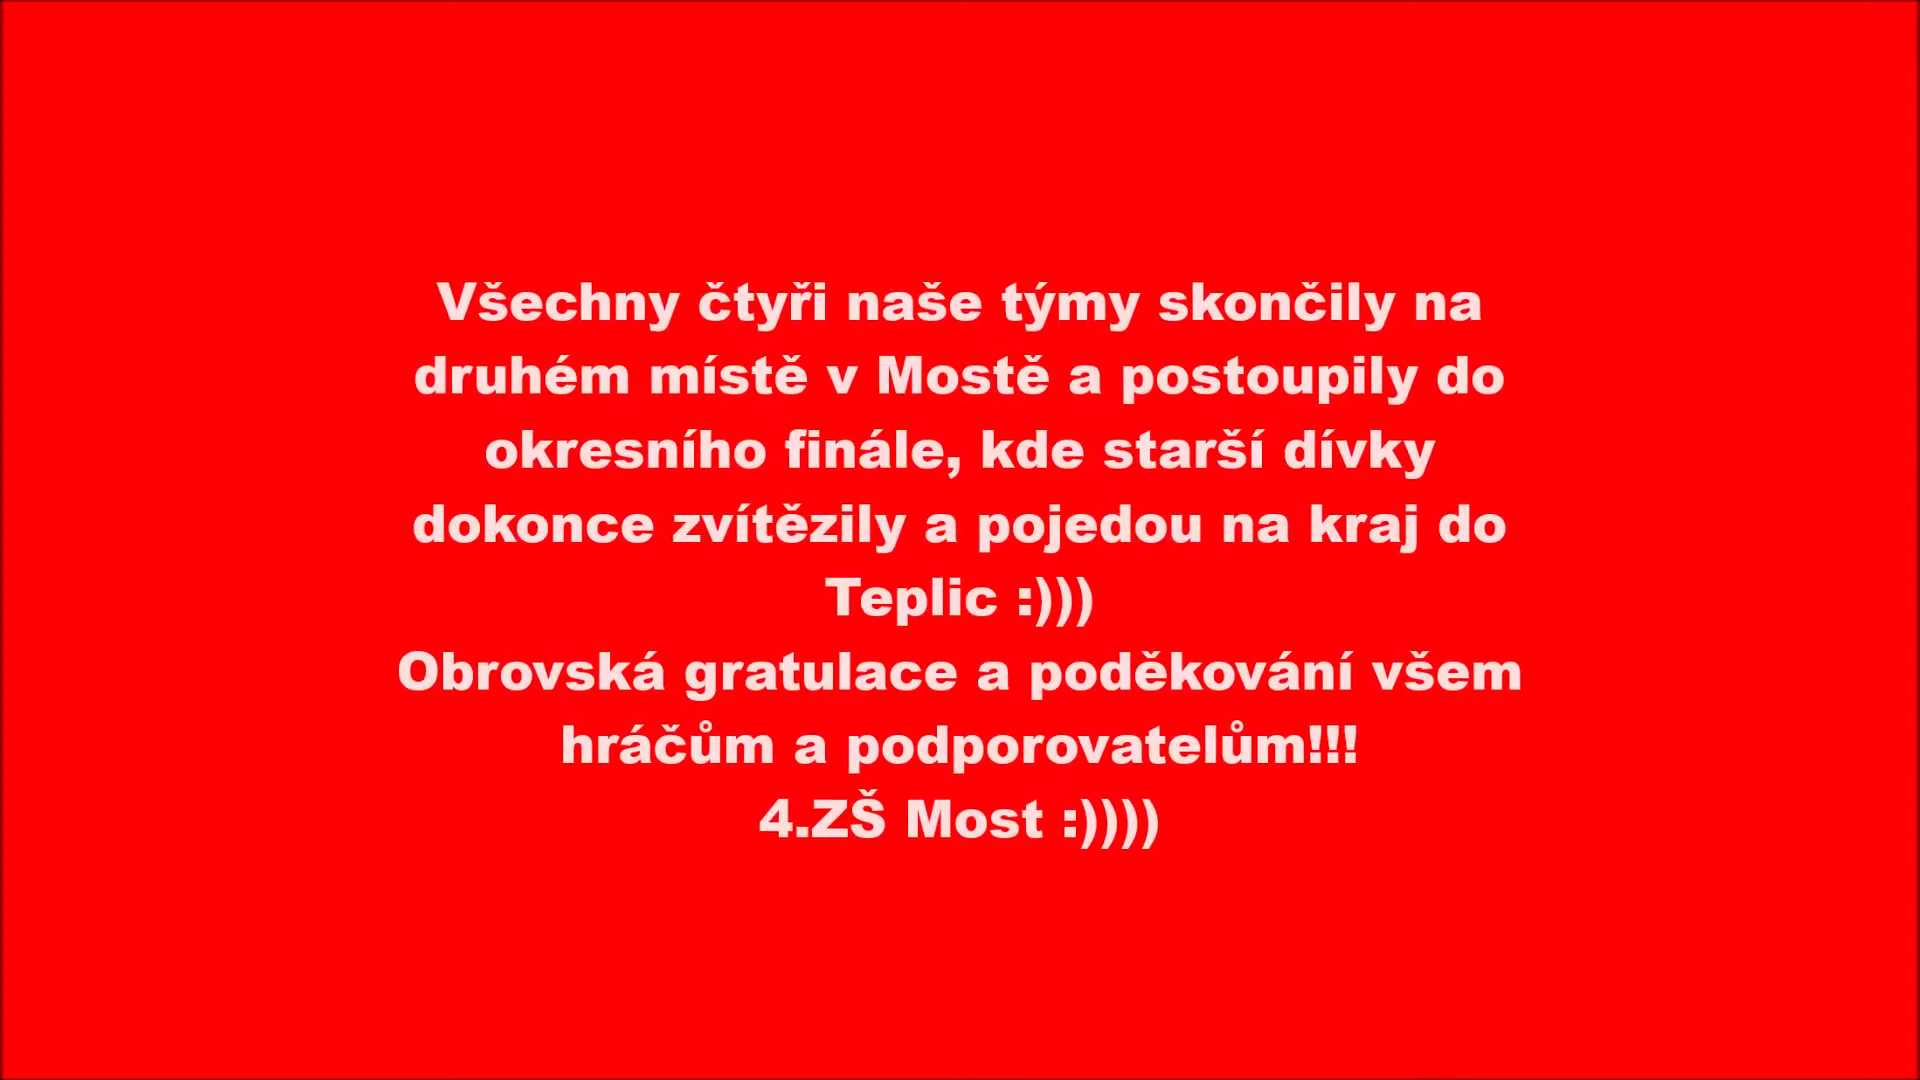 Všechny čtyři naše týmy skončily na
druhém místě v Mostě a postoupily do
okresního finále, kde starší dívky
dokonce zvítězily a pojedou na kraj do
Teplic :)))
Obrovská gratulace a poděkování všem
hráčům a podporovatelům!!!
4.ZŠ Most :))))